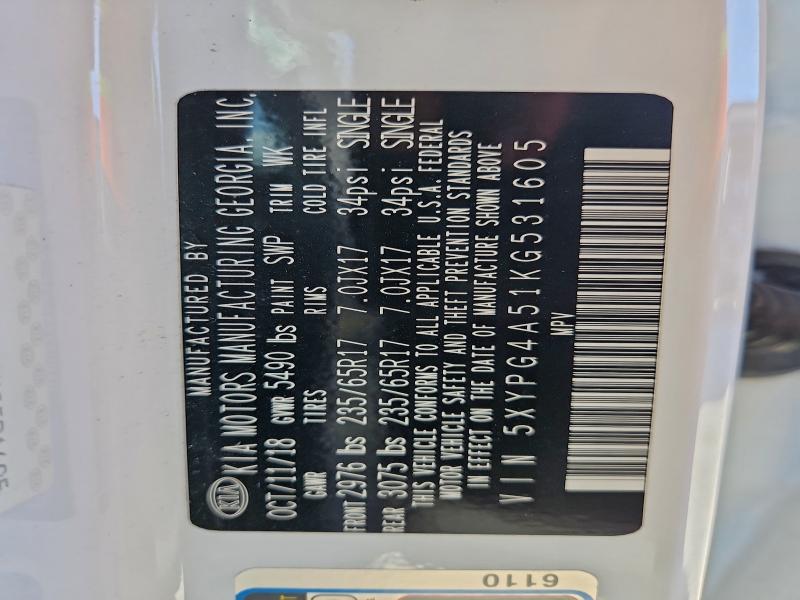 MANUFACTURED BY
KIA KIA MOTORS MANUFACTURING GEORGIA, INC.
OCT/11/18 GVWR 5490 lbs PAINT SWP TRIM WK
GAWR TIRES RIMS COLD TIRE INFL
FRONT 2976 lbs 235/65R17 7.0JX17 34psi SINGLE
REAR 3075 lbs 235/65R17 7.0JX17 34psi SINGLE
THIS VEHICLE CONFORMS TO ALL APPLICABLE U.S.A. FEDERAL
MOTOR VEHICLE SAFETY AND THEFT PREVENTION STANDARDS
IN EFFECT ON THE DATE OF MANUFACTURE SHOWN ABOVE
VIN 5XYPG4A51KG531605
MPV
6110